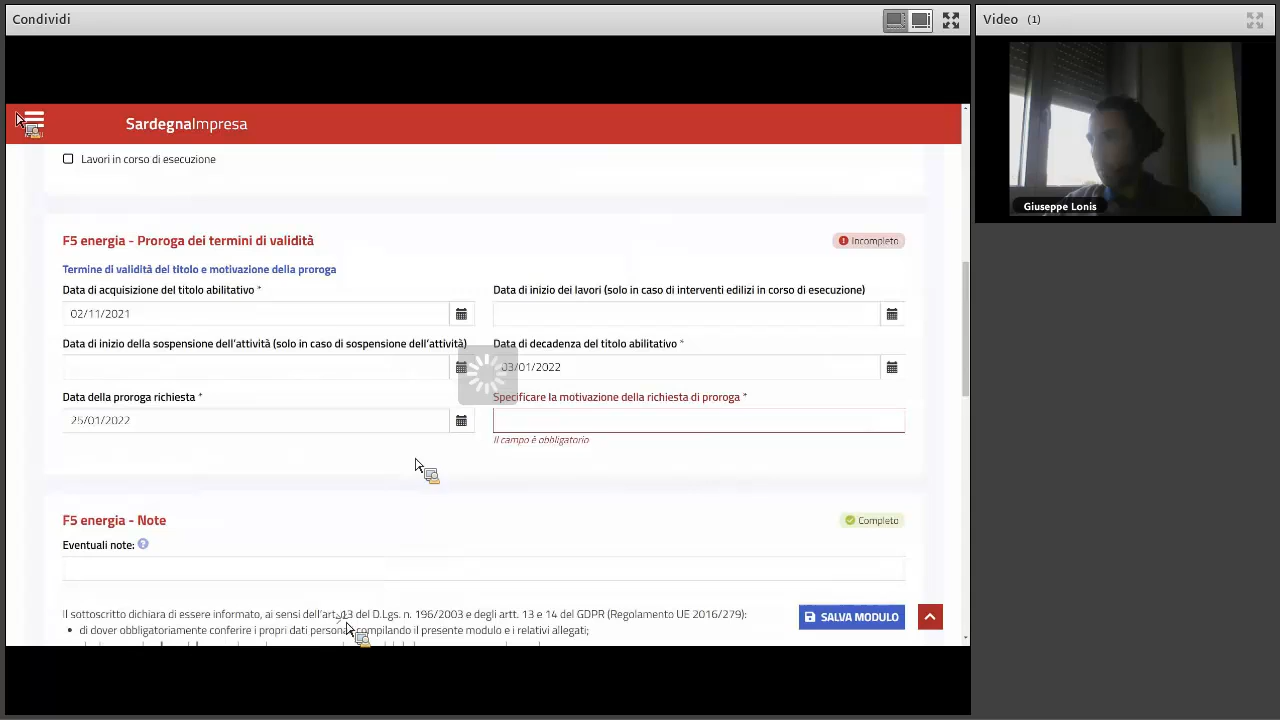 Condividi
Video (1)
SardegnaImpresa
Giuseppe Lonis
Lavori in corso di esecuzione
F5 energia - Proroga dei termini di validità
Incompleto
Termine di validità del titolo e motivazione della proroga
Data di acquisizione del titolo abilitativo *
Data di inizio dei lavori (solo in caso di interventi edilizi in corso di esecuzione)
02/11/2021
Data di inizio della sospensione dell'attività (solo in caso di sospensione dell'attività)
Data di decadenza del titolo abilitativo *
03/01/2022
Data della proroga richiesta *
Specificare la motivazione della richiesta di proroga *
25/01/2022
Il campo è obbligatorio
F5 energia - Note
Completo
Eventuali note:
Il sottoscritto dichiara di essere informato, ai sensi dell'art. 13 del D.Lgs. n. 196/2003 e degli artt. 13 e 14 del GDPR (Regolamento UE 2016/279):
SALVA MODULO
• di dover obbligatoriamente conferire i propri dati personali compilando il presente modulo e i relativi allegati;